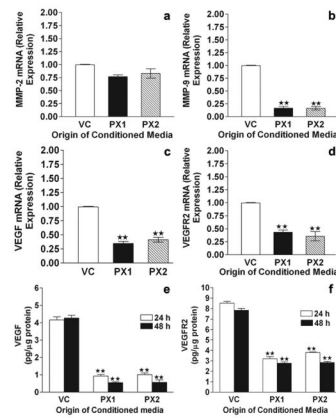 a
MMP-2 mRNA (Relative
Expression)
2.00
1.75
1.50
1.25
1.00
0.75
0.50
0.25
0.00
VC PX1 PX2
Origin of Conditioned Media
b
MMP-9 mRNA (Relative
Expression)
2.00
1.75
1.50
1.25
1.00
0.75
0.50
0.25
0.00
★★ ★★
VC PX1 PX2
Origin of Conditioned Media
c
VEGF mRNA (Relative
Expression)
2.00
1.75
1.50
1.25
1.00
0.75
0.50
0.25
0.00
★★ ★★
VC PX1 PX2
Origin of Conditioned Media
d
VEGFR2 mRNA (Relative
Expression)
2.00
1.75
1.50
1.25
1.00
0.75
0.50
0.25
0.00
★★ ★★
VC PX1 PX2
Origin of Conditioned Media
e
VEGF
(pg/µg protein)
6
5
4
3
2
1
0
24 h
48 h
★★ ★★ ★★ ★★
VC PX1 PX2
Origin of Conditioned media
f
VEGFR2
(pg/µg protein)
10
9
8
7
6
5
4
3
2
1
0
24 h
48 h
★★ ★★ ★★ ★★
VC PX1 PX2
Origin of Conditioned media